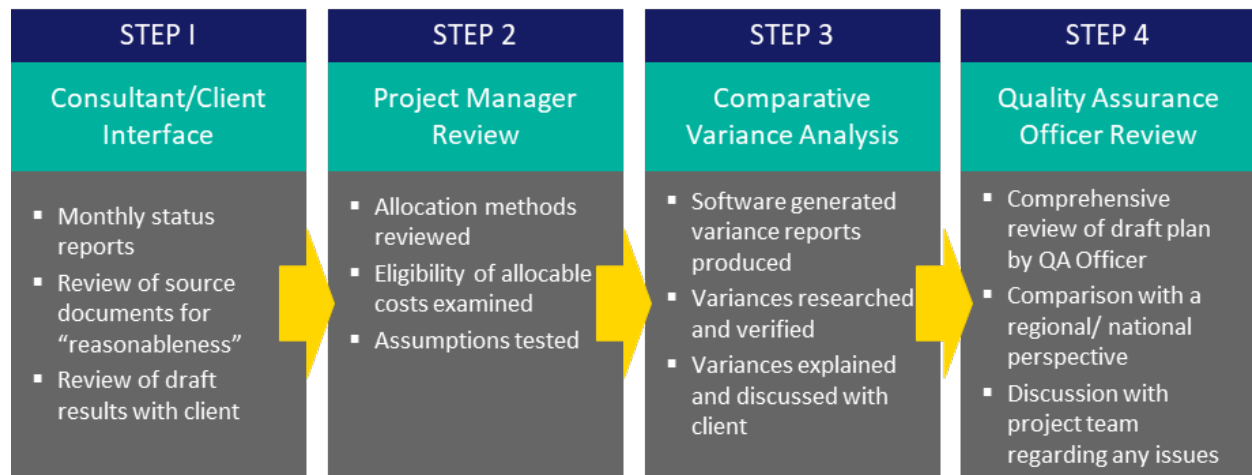 STEP I
Consultant/Client
Interface
▪ Monthly status
reports
▪ Review of source
documents for
“reasonableness”
▪ Review of draft
results with client
STEP 2
Project Manager
Review
▪ Allocation methods
reviewed
▪ Eligibility of allocable
costs examined
▪ Assumptions tested
STEP 3
Comparative
Variance Analysis
▪ Software generated
variance reports
produced
▪ Variances researched
and verified
▪ Variances explained
and discussed with
client
STEP 4
Quality Assurance
Officer Review
▪ Comprehensive
review of draft plan
by QA Officer
▪ Comparison with a
regional/ national
perspective
▪ Discussion with
project team
regarding any issues